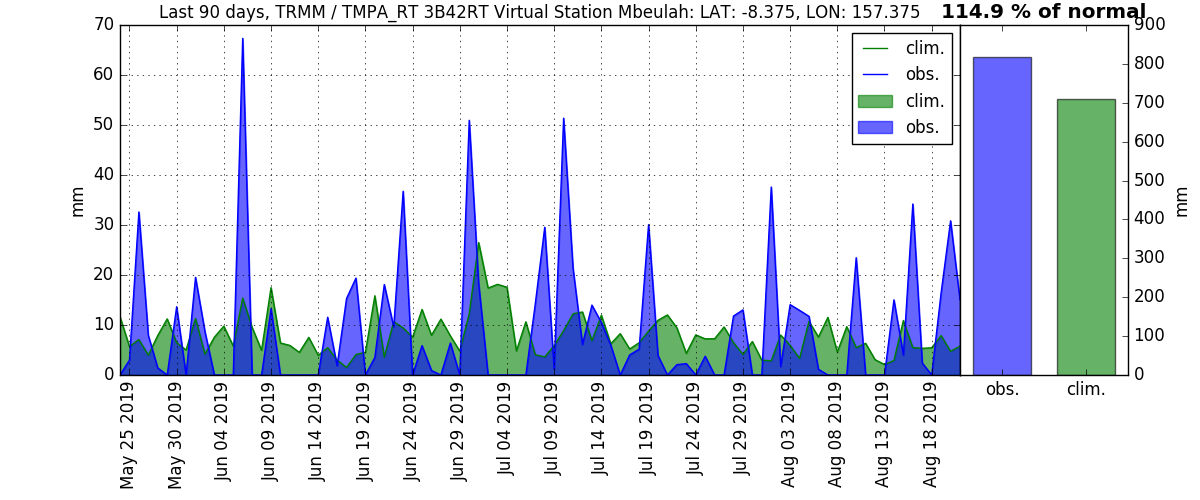 Last 90 days, TRMM / TMPA_RT 3B42RT Virtual Station Mbeulah: LAT: -8.375, LON: 157.375
114.9 % of normal
70
60
50
40
30
20
10
0
mm
clim.
obs.
clim.
obs.
900
800
700
600
500
400
300
200
100
0
mm
obs.
clim.
May 25 2019
May 30 2019
Jun 04 2019
Jun 09 2019
Jun 14 2019
Jun 19 2019
Jun 24 2019
Jun 29 2019
Jul 04 2019
Jul 09 2019
Jul 14 2019
Jul 19 2019
Jul 24 2019
Jul 29 2019
Aug 03 2019
Aug 08 2019
Aug 13 2019
Aug 18 2019